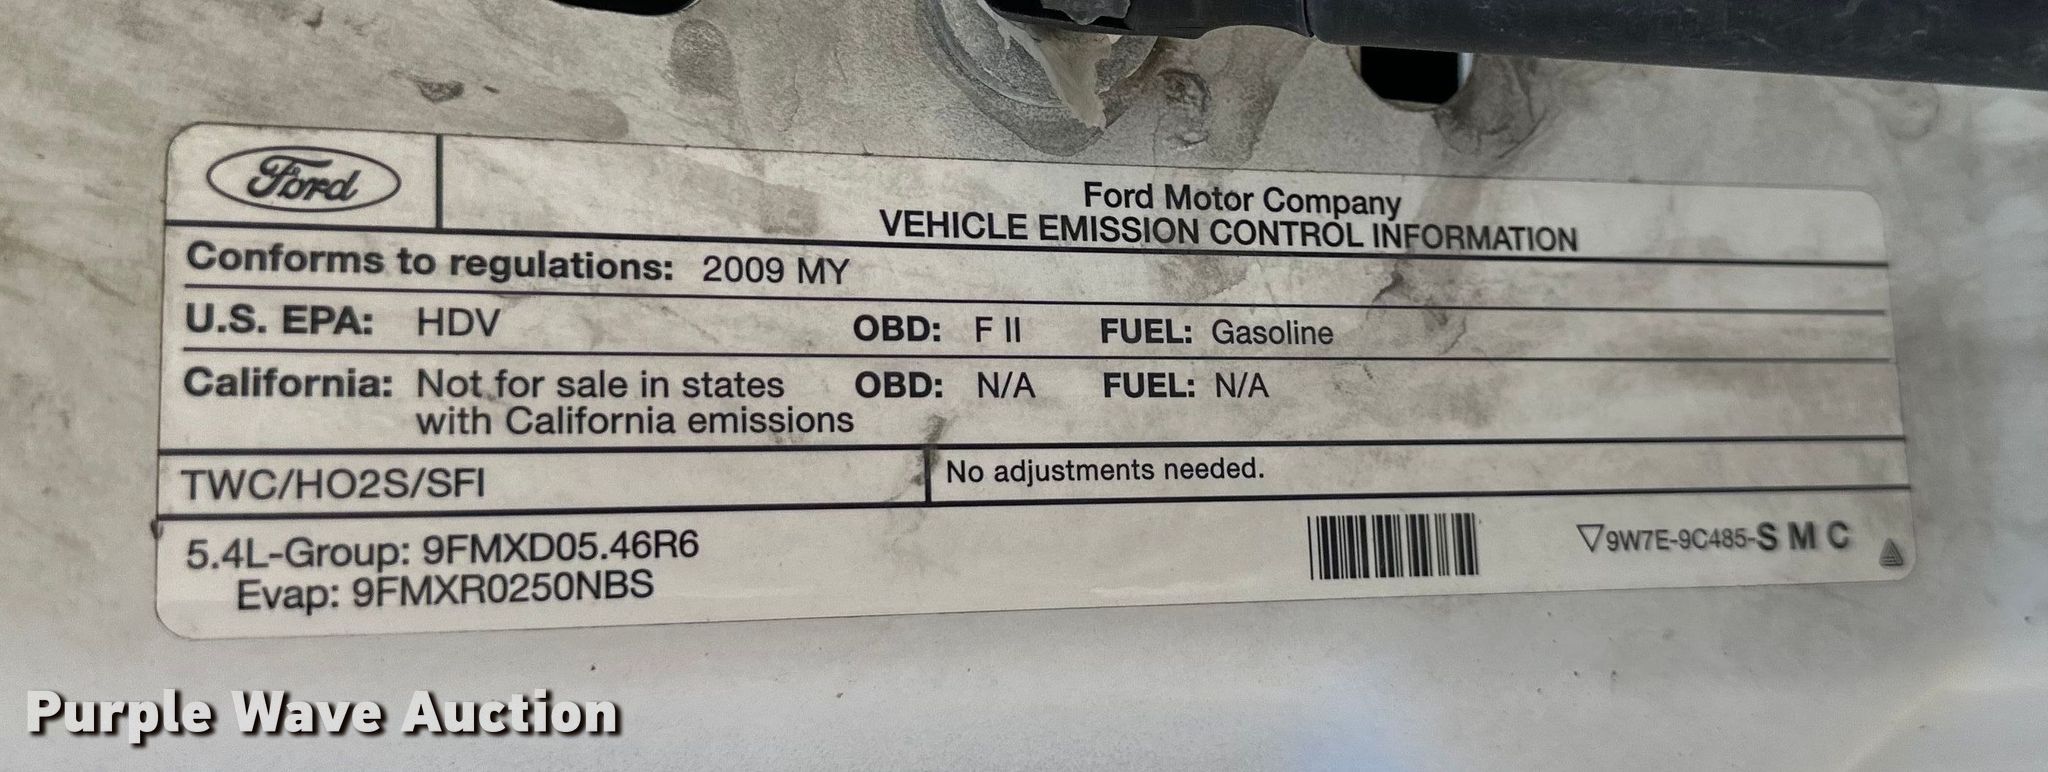 Ford
Ford Motor Company
VEHICLE EMISSION CONTROL INFORMATION
Conforms to regulations: 2009 MY
U.S. EPA: HDV OBD: F II FUEL: Gasoline
California: Not for sale in states OBD: N/A FUEL: N/A
with California emissions
TWC/HO2S/SFI No adjustments needed.
5.4L-Group: 9FMXD05.46R6
Evap: 9FMXR0250NBS
9W7E-9C485-S M C
Purple Wave Auction